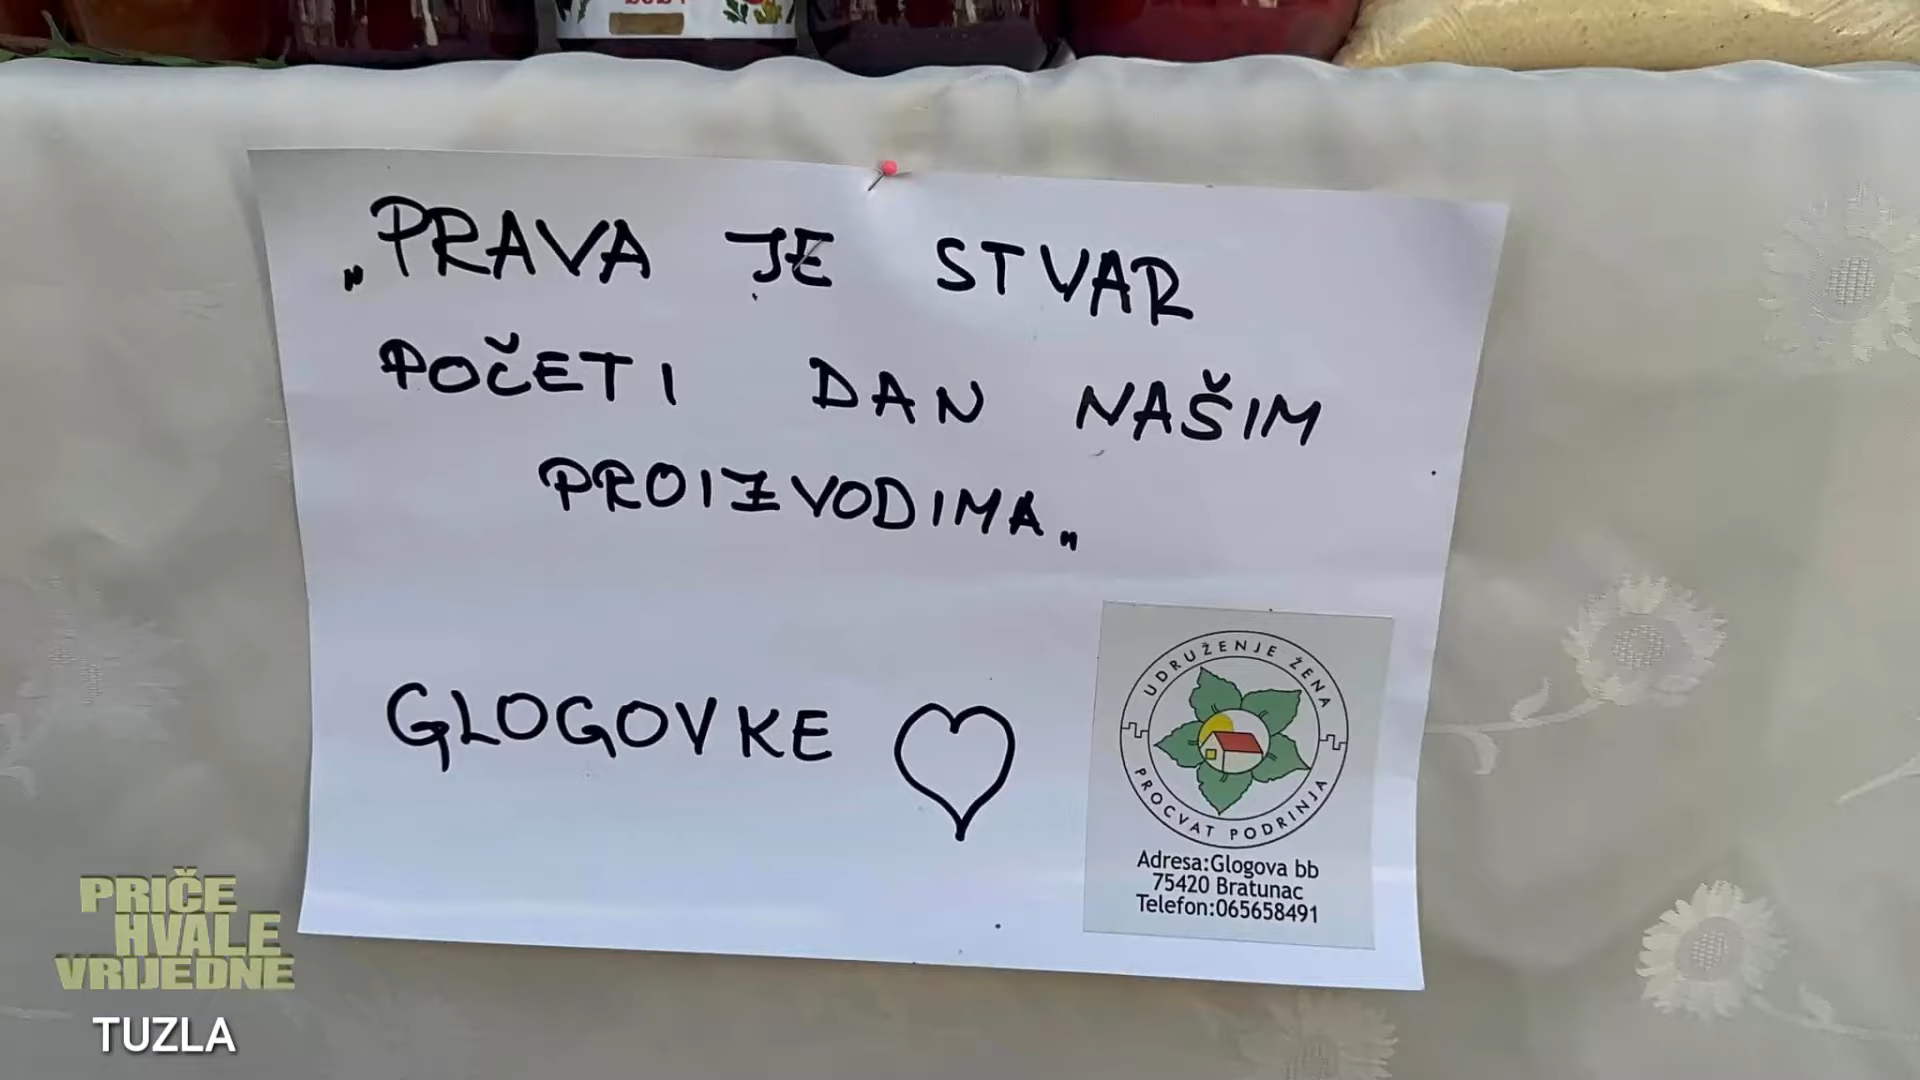 „PRAVA JE STVAR
POČETI DAN NAŠIM
PROIZVODIMA„
GLOGOVKE
UDRUŽENJE ŽENA
PROCVAT PODRINJA
Adresa:Glogova bb
75420 Bratunac
Telefon:065658491
PRIČE
HVALE
VRIJEDNE
TUZLA